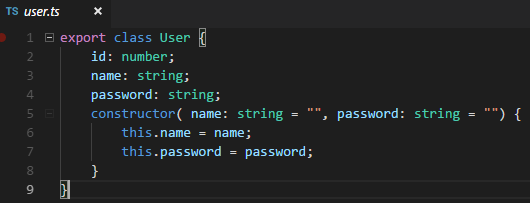 TS user.ts ×
1 export class User {
2 id: number;
3 name: string;
4 password: string;
5 constructor( name: string = "", password: string = "") {
6 this.name = name;
7 this.password = password;
8 }
9 }